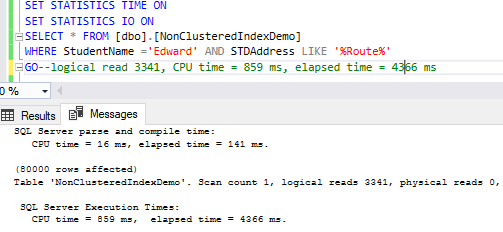 SET STATISTICS TIME ON
SET STATISTICS IO ON
SELECT * FROM [dbo].[NonClusteredIndexDemo]
WHERE StudentName ='Edward' AND STDAddress LIKE '%Route%'
GO--logical read 3341, CPU time = 859 ms, elapsed time = 4366 ms
0 %
Results Messages
SQL Server parse and compile time:
CPU time = 16 ms, elapsed time = 141 ms.
(80000 rows affected)
Table 'NonClusteredIndexDemo'. Scan count 1, logical reads 3341, physical reads 0,
SQL Server Execution Times:
CPU time = 859 ms,  elapsed time = 4366 ms.